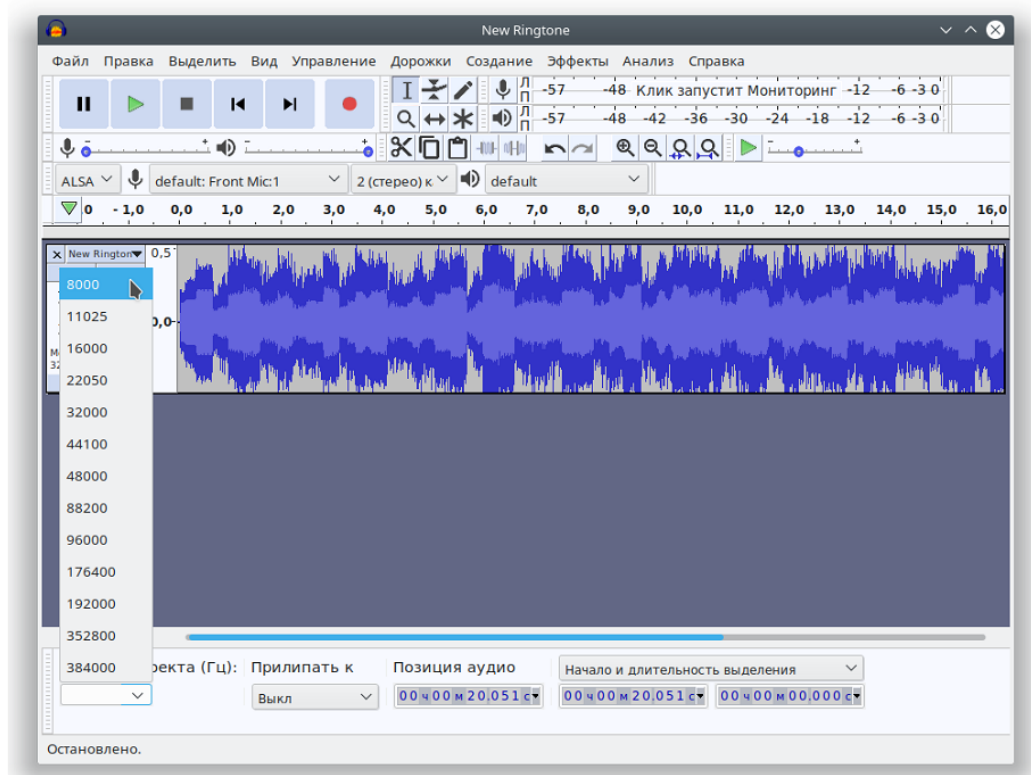 New Ringtone
Файл Правка Выделить Вид Управление Дорожки Создание Эффекты Анализ Справка
Л П -57 -48 Клик запустит Мониторинг -12 -6 -3 0
Л П -57 -48 -42 -36 -30 -24 -18 -12 -6 -3 0
- + - + - +
ALSA default: Front Mic:1 2 (стерео) к default
- 1,0 0,0 1,0 2,0 3,0 4,0 5,0 6,0 7,0 8,0 9,0 10,0 11,0 12,0 13,0 14,0 15,0 16,0
New Rington 0,5
8000
11025
16000
22050
32000
44100
48000
88200
96000
176400
192000
352800
384000
(Гц): Прилипать к Позиция аудио Начало и длительность выделения
Выкл 00 ч 00 м 20.051 с 00 ч 00 м 20.051 с 00 ч 00 м 00.000 с
Остановлено.